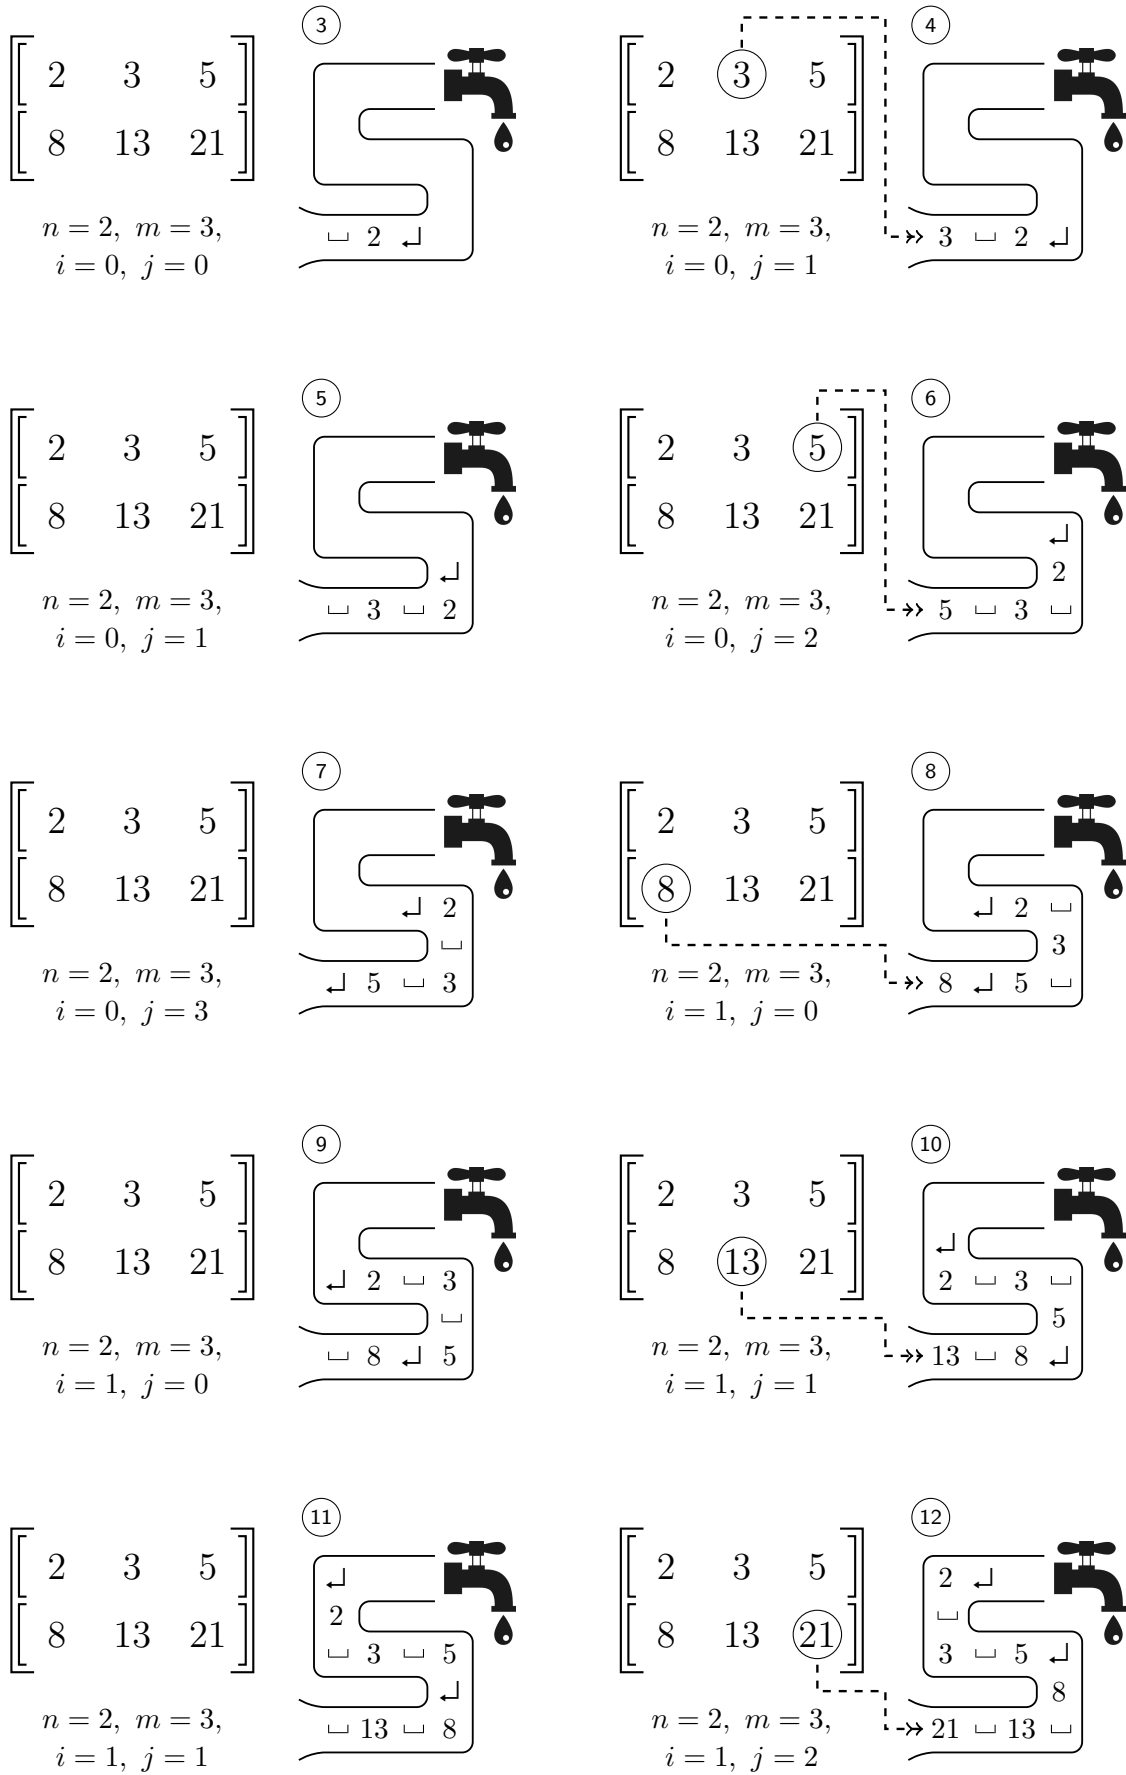 3
2 3 5
8 13 21
n = 2, m = 3,
i = 0, j = 0
␣ 2 ↵
4
2 3 5
8 13 21
n = 2, m = 3,
i = 0, j = 1
3 ␣ 2 ↵
5
2 3 5
8 13 21
n = 2, m = 3,
i = 0, j = 1
↵
␣ 3 ␣ 2
6
2 3 5
8 13 21
n = 2, m = 3,
i = 0, j = 2
↵
2
5 ␣ 3 ␣
7
2 3 5
8 13 21
n = 2, m = 3,
i = 0, j = 3
↵ 2
␣
↵ 5 ␣ 3
8
2 3 5
8 13 21
n = 2, m = 3,
i = 1, j = 0
↵ 2 ␣
3
8 ↵ 5 ␣
9
2 3 5
8 13 21
n = 2, m = 3,
i = 1, j = 0
↵ 2 ␣ 3
␣
␣ 8 ↵ 5
10
2 3 5
8 13 21
n = 2, m = 3,
i = 1, j = 1
↵
2 ␣ 3 ␣
5
13 ␣ 8 ↵
11
2 3 5
8 13 21
n = 2, m = 3,
i = 1, j = 1
↵
2
␣ 3 ␣ 5
↵
␣ 13 ␣ 8
12
2 3 5
8 13 21
n = 2, m = 3,
i = 1, j = 2
2 ↵
␣
3 ␣ 5 ↵
8
21 ␣ 13 ␣